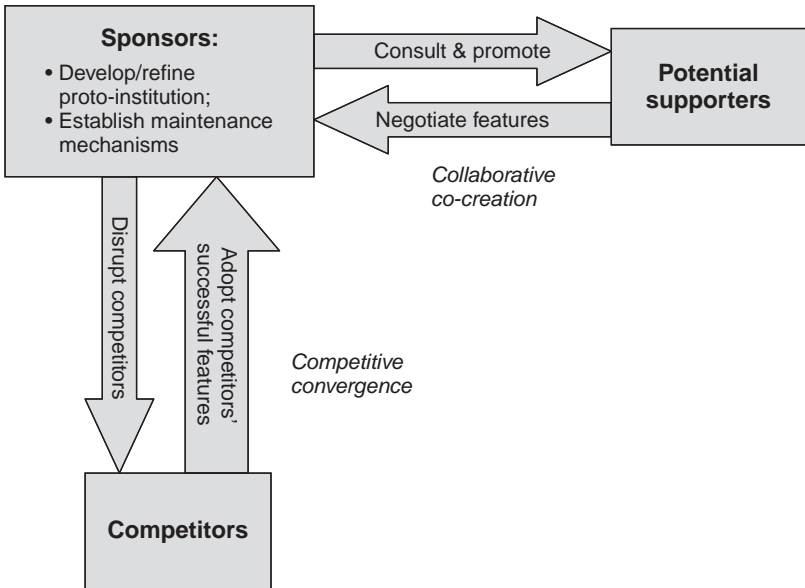 Sponsors:
• Develop/refine
proto-institution;
• Establish maintenance
mechanisms
Consult & promote
Potential
supporters
Negotiate features
Collaborative
co-creation
Disrupt competitors
Adopt competitors'
successful features
Competitive
convergence
Competitors